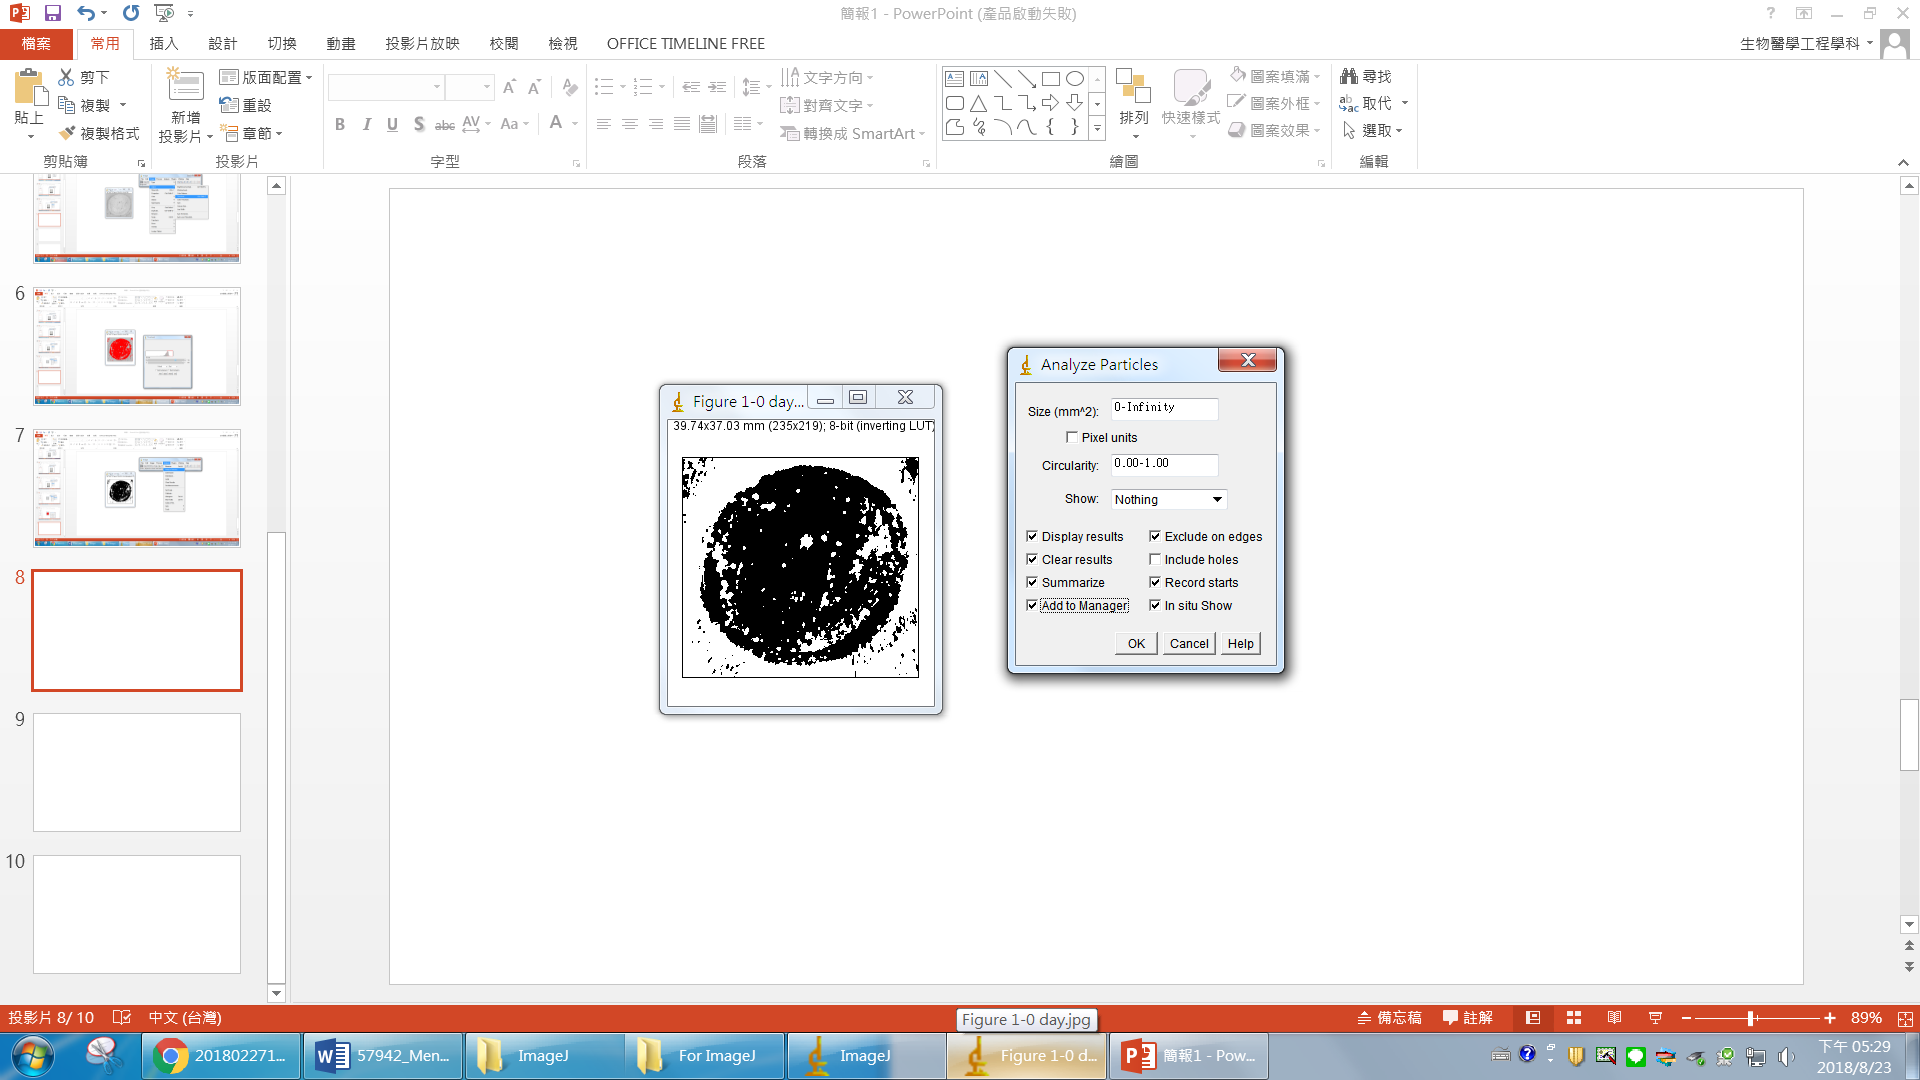 簡報1 - PowerPoint (產品啟動失敗)
檔案 常用 插入 設計 切換 動畫 投影片放映 校閱 檢視 OFFICE TIMELINE FREE 生物醫學工程學科
貼上 剪下 複製 複製格式 剪貼簿
新增投影片 版面配置 重設 章節 投影片
B I U S abc AV Aa A 字型
文字方向 對齊文字 轉換成 SmartArt 段落
排列 快速樣式 圖案填滿 圖案外框 圖案效果 繪圖
尋找 取代 選取 編輯
6
7
8
9
10
Figure 1-0 day...
39.74x37.03 mm (235x219); 8-bit (inverting LUT)
Analyze Particles
Size (mm^2): 0-Infinity
Pixel units
Circularity: 0.00-1.00
Show: Nothing
Display results Exclude on edges
Clear results Include holes
Summarize Record starts
Add to Manager In situ Show
OK Cancel Help
投影片 8/ 10 中文 (台灣) 備忘稿 註解 89%
Figure 1-0 day.jpg
201802271... 57942_Men... ImageJ For ImageJ ImageJ Figure 1-0 d... 簡報1 - Pow...
下午 05:29
2018/8/23